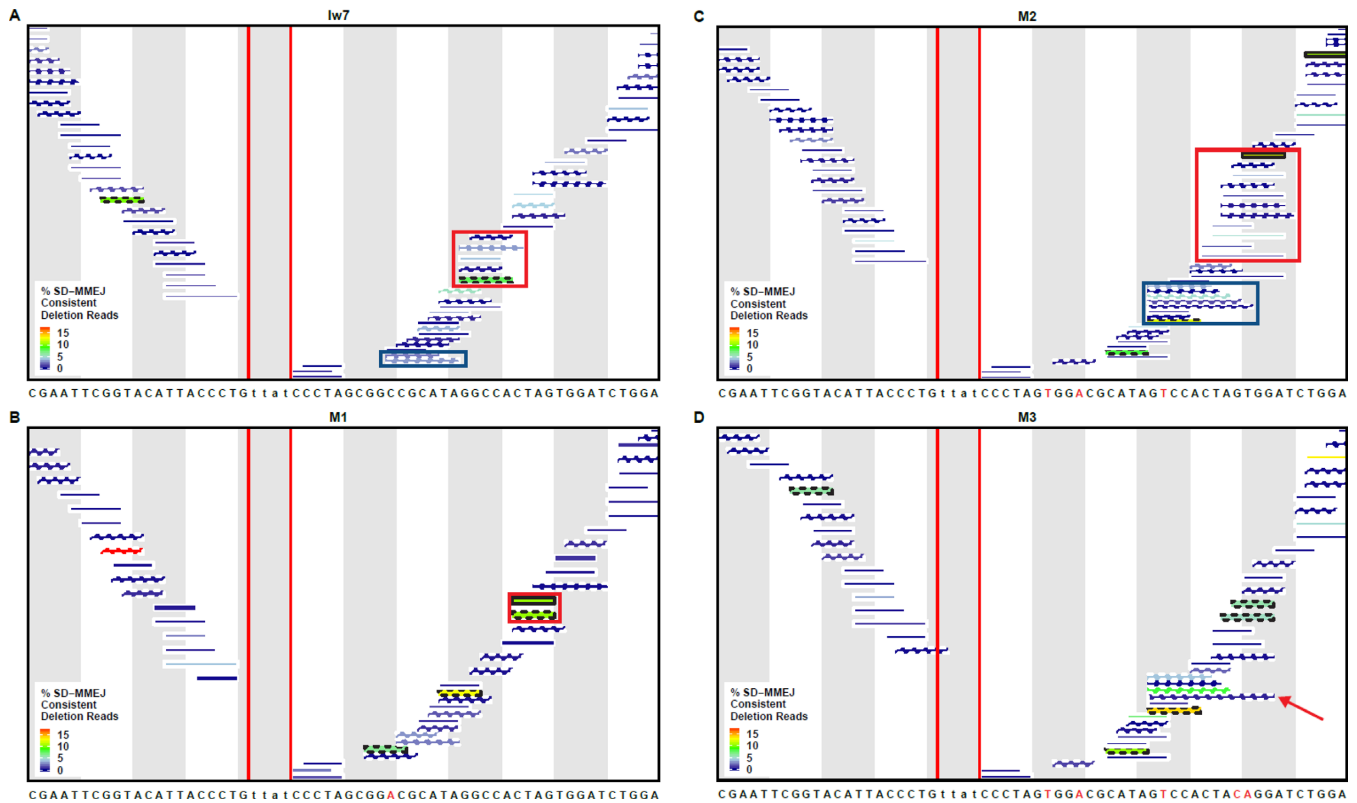 A
Iw7
% SD–MMEJ
Consistent
Deletion Reads
15
10
5
0
CGAATTCGGTACATTACCCTGttatCCCTAGCGGCCGCATAGGCCACTAGTGGATCTGGA
B
M1
% SD–MMEJ
Consistent
Deletion Reads
15
10
5
0
CGAATTCGGTACATTACCCTGttatCCCTAGCGGACGCATAGGCCACTAGTGGATCTGGA
C
M2
% SD–MMEJ
Consistent
Deletion Reads
15
10
5
0
CGAATTCGGTACATTACCCTGttatCCCTAGTGGACGCATAGTCCACTAGTGGATCTGGA
D
M3
% SD–MMEJ
Consistent
Deletion Reads
15
10
5
0
CGAATTCGGTACATTACCCTGttatCCCTAGTGGACGCATAGTCCACTACAGGATCTGGA